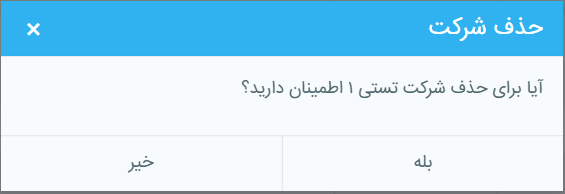 حذف شرکت
×
آیا برای حذف شرکت تستی ۱ اطمینان دارید؟
بله
خیر